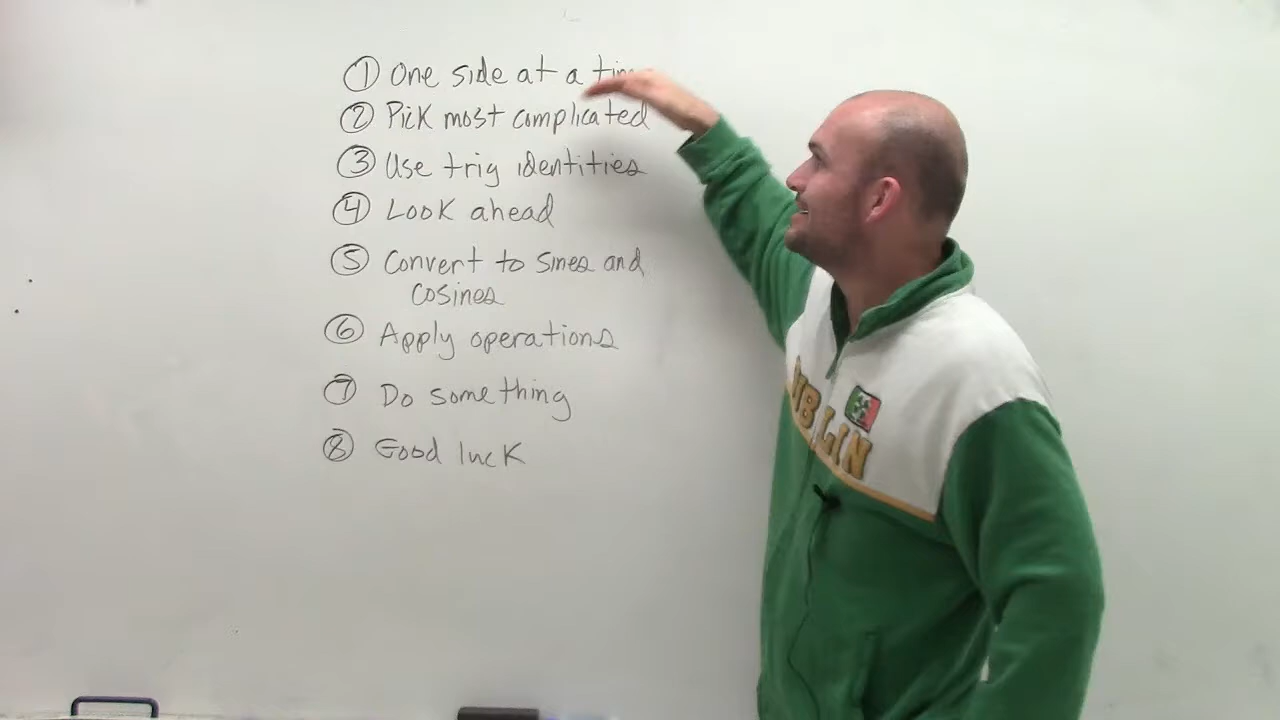 ① One side at a time
② Pick most complicated
③ Use trig identities
④ Look ahead
⑤ Convert to sines and
cosines
⑥ Apply operations
⑦ Do something
⑧ Good luck
UBLIN